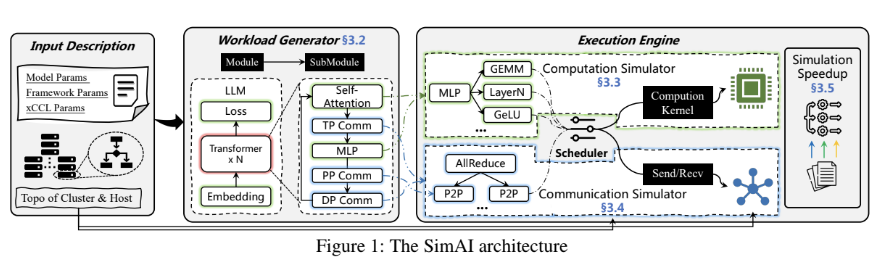 Input Description
Model Params
Framework Params
xCCL Params
Topo of Cluster & Host
Workload Generator §3.2
Module
SubModule
LLM
Loss
Transformer
x N
Embedding
Self-
Attention
TP Comm
MLP
PP Comm
DP Comm
Execution Engine
MLP
GEMM
LayerN
GeLU
...
Computation Simulator
§3.3
Compution
Kernel
Scheduler
AllReduce
P2P
P2P
...
Send/Recv
Communication Simulator
§3.4
Simulation
Speedup
§3.5
Figure 1: The SimAI architecture